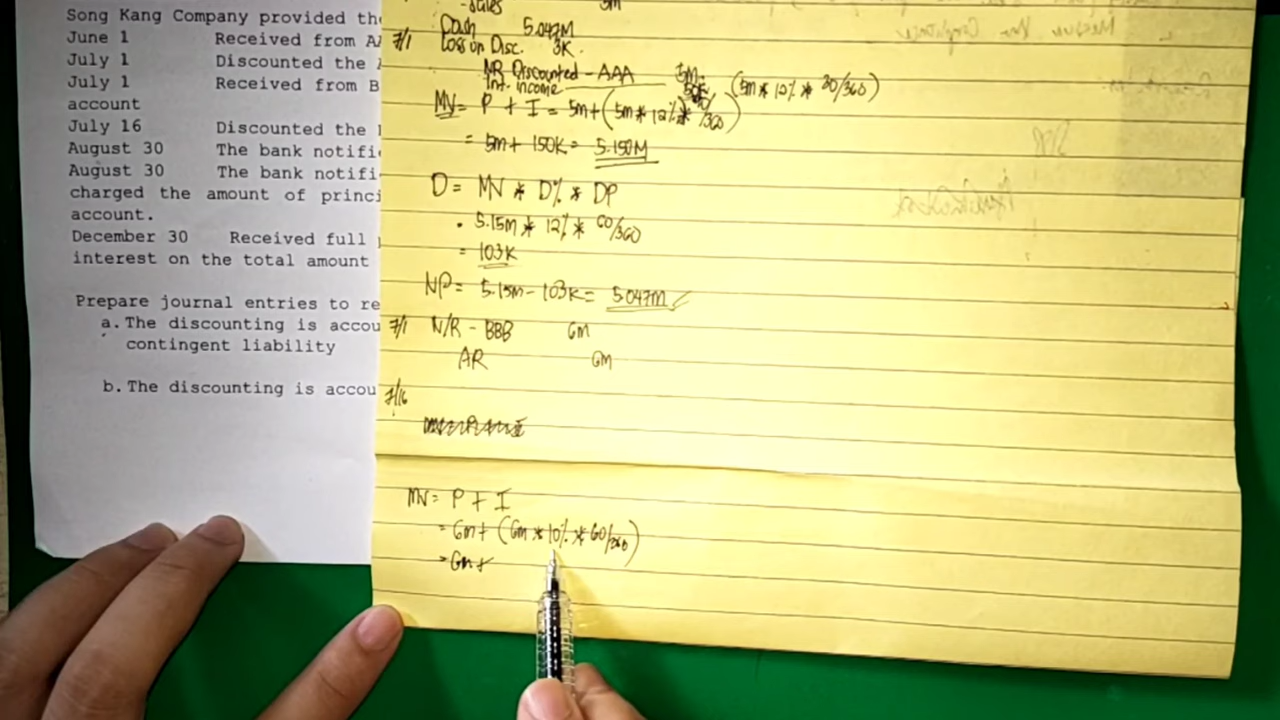 Song Kang Company provided the
June 1 Received from A
July 1 Discounted the
July 1 Received from B
account
July 16 Discounted the
August 30 The bank notifi
August 30 The bank notifi
charged the amount of princi
account.
December 30 Received full
interest on the total amount
Prepare journal entries to re
a. The discounting is accou
contingent liability
b. The discounting is accou
-Sales 5m
7/1 Cash 5.047M
Loss on Disc. 3K.
NR Discounted - AAA 5m
Int. income (5m * 12% * 30/360)
MV = P + I = 5m + (5m * 12% * /360)
= 5m + 150K = 5.150M
D = MV * D% * DP
5.15m * 12% * 60/360
= 103K
NP = 5.15m - 103K = 5.047M
7/1 N/R - BBB 6m
AR 6m
7/16
MV = P + I
= 6m + (6m * 10% * 60/360)
= 6m +